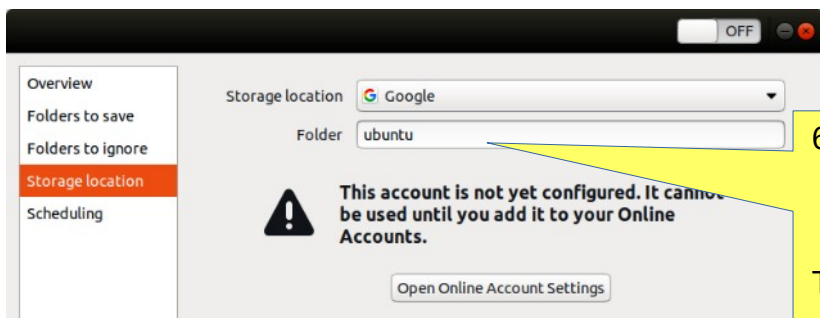 OFF
Overview
Folders to save
Folders to ignore
Storage location
Scheduling
Storage location
Google
Folder
ubuntu
This account is not yet configured. It cannot
be used until you add it to your Online
Accounts.
Open Online Account Settings
6
T